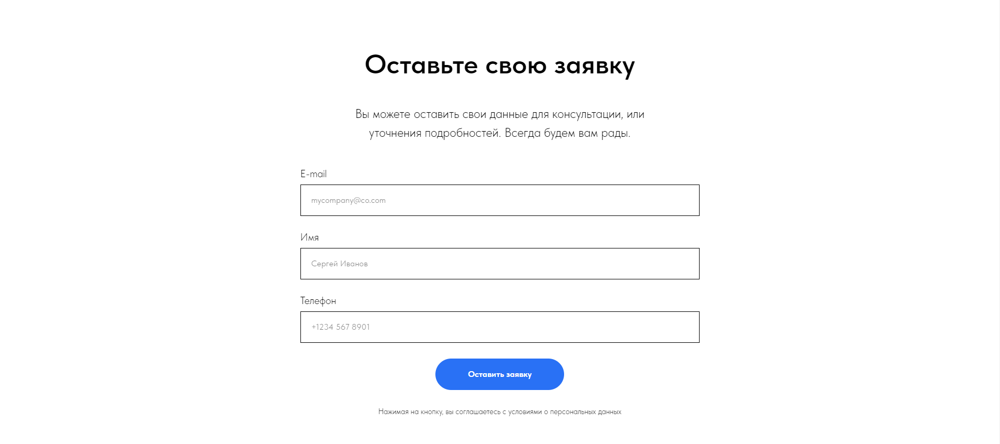 Оставьте свою заявку
Вы можете оставить свои данные для консультации, или
уточнения подробностей. Всегда будем вам рады.
E-mail
mycompany@co.com
Имя
Сергей Иванов
Телефон
+1234 567 8901
Оставить заявку
Нажимая на кнопку, вы соглашаетесь с условиями о персональных данных